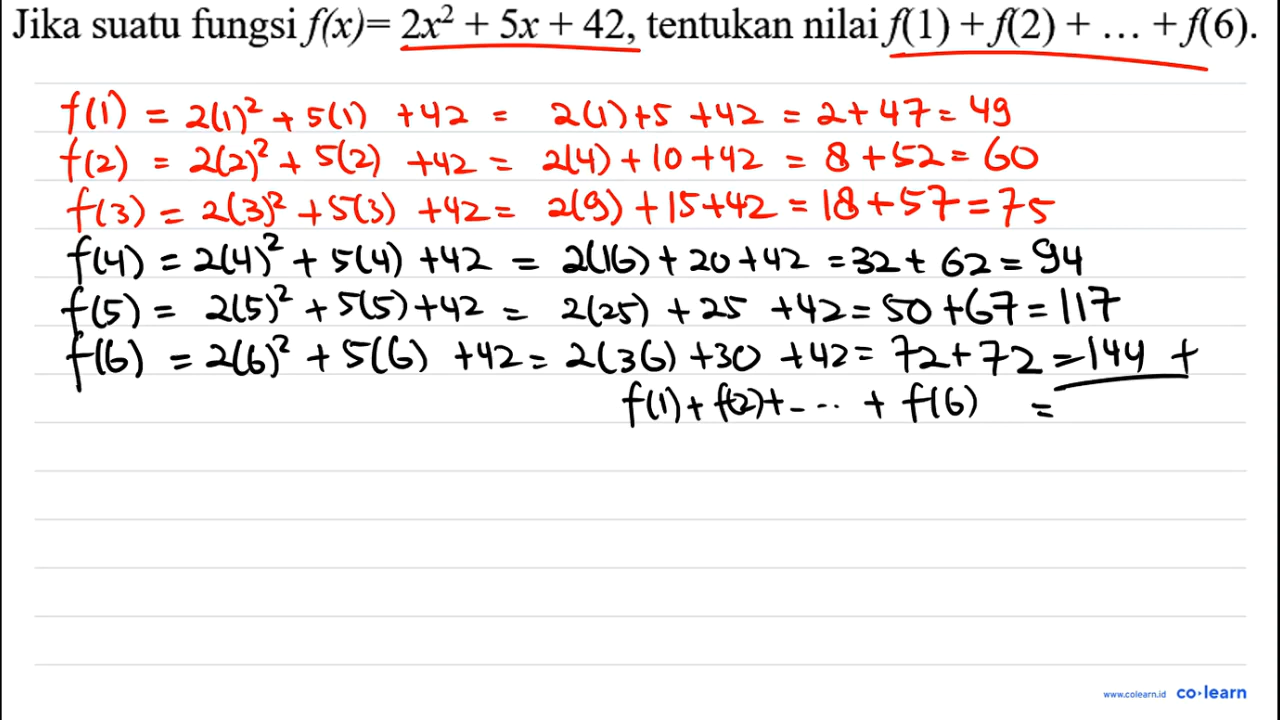 Jika suatu fungsi f(x)= 2x² + 5x + 42, tentukan nilai f(1) + f(2) + … + f(6).
f(1) = 2(1)² + 5(1) + 42 = 2(1)+5 + 42 = 2 + 47 = 49
f(2) = 2(2)² + 5(2) + 42 = 2(4) + 10 + 42 = 8 + 52 = 60
f(3) = 2(3)² + 5(3) + 42 = 2(9) + 15 + 42 = 18 + 57 = 75
f(4) = 2(4)² + 5(4) + 42 = 2(16) + 20 + 42 = 32 + 62 = 94
f(5) = 2(5)² + 5(5) + 42 = 2(25) + 25 + 42 = 50 + 67 = 117
f(6) = 2(6)² + 5(6) + 42 = 2(36) + 30 + 42 = 72 + 72 = 144 +
f(1) + f(2) + ... + f(6) =
www.colearn.id co·learn